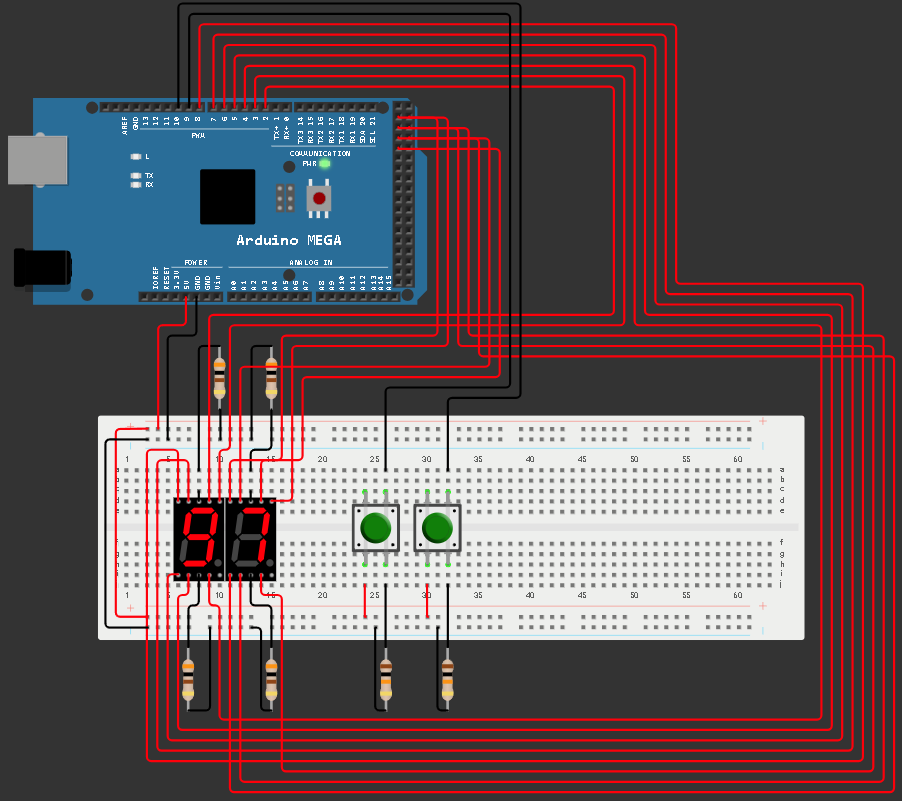 AREF
GND
13
12
11
10
9
8
7
6
5
4
3
2
TX→ 1
RX← 0
TX3 14
RX3 15
TX2 16
RX2 17
TX1 18
RX1 19
SDA 20
SCL 21
PWM
COMMUNICATION
L
PWR
TX
RX
Arduino MEGA
POWER
ANALOG IN
IOREF
RESET
3.3V
5V
GND
GND
Vin
A0
A1
A2
A3
A4
A5
A6
A7
A8
A9
A10
A11
A12
A13
A14
A15
1 5 10 15 20 25 30 35 40 45 50 55 60
a a
b b
c c
d d
e e
f f
g g
h h
i i
j j
97
1 5 10 15 20 25 30 35 40 45 50 55 60